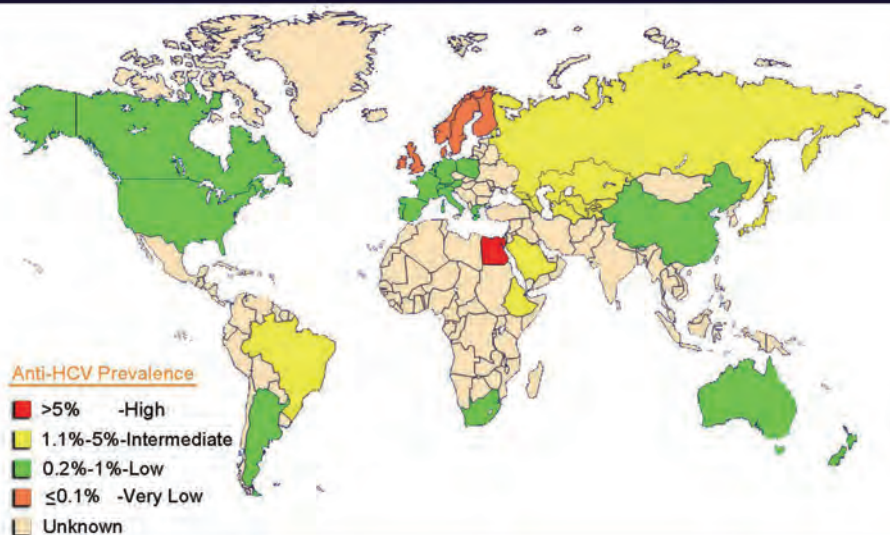 Anti-HCV Prevalence
>5% -High
1.1%-5%-Intermediate
0.2%-1%-Low
≤0.1% -Very Low
Unknown